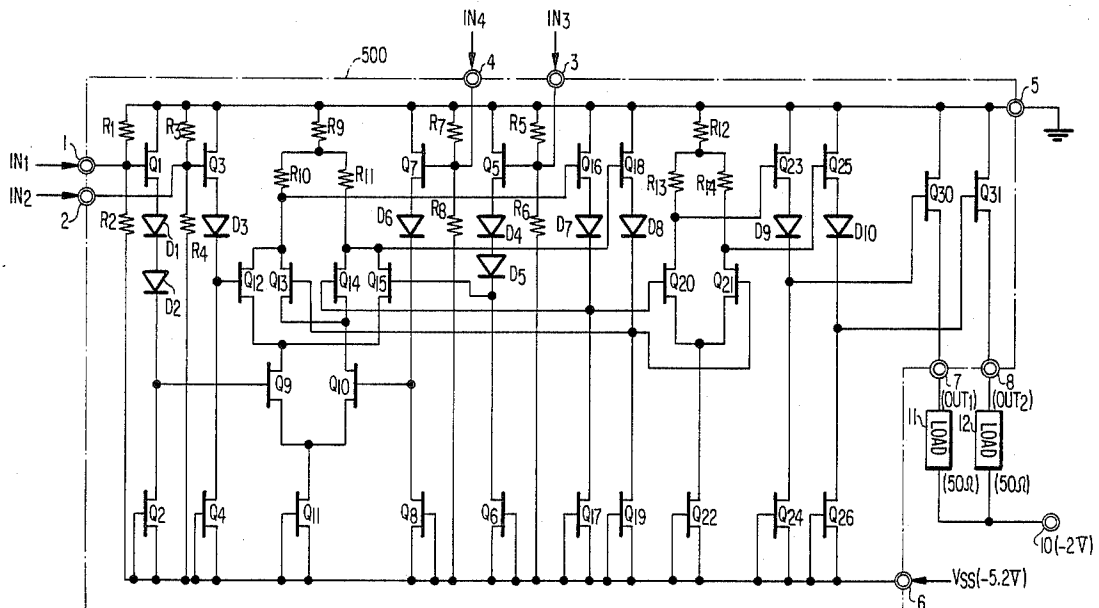 IN4 IN3
500 4 3 5
R1 R3 R9 R7 R5 R12
1 Q1 Q3 Q7 Q5 Q16 Q18 Q23 Q25
IN1
IN2
2 R10 R11 R13 R14 Q30 Q31
R2 D1 R4 D3 D6 R8 D4 R6 D7 D8 D9 D10
D2 Q12 Q13 Q14 Q15 D5 Q20 Q21
Q9 Q10 7 8
(OUT1) (OUT2)
11 LOAD 12 LOAD
(50Ω) (50Ω)
Q2 Q4 Q11 Q8 Q6 Q17 Q19 Q22 Q24 Q26
10(-2V)
VSS(-5.2V)
6